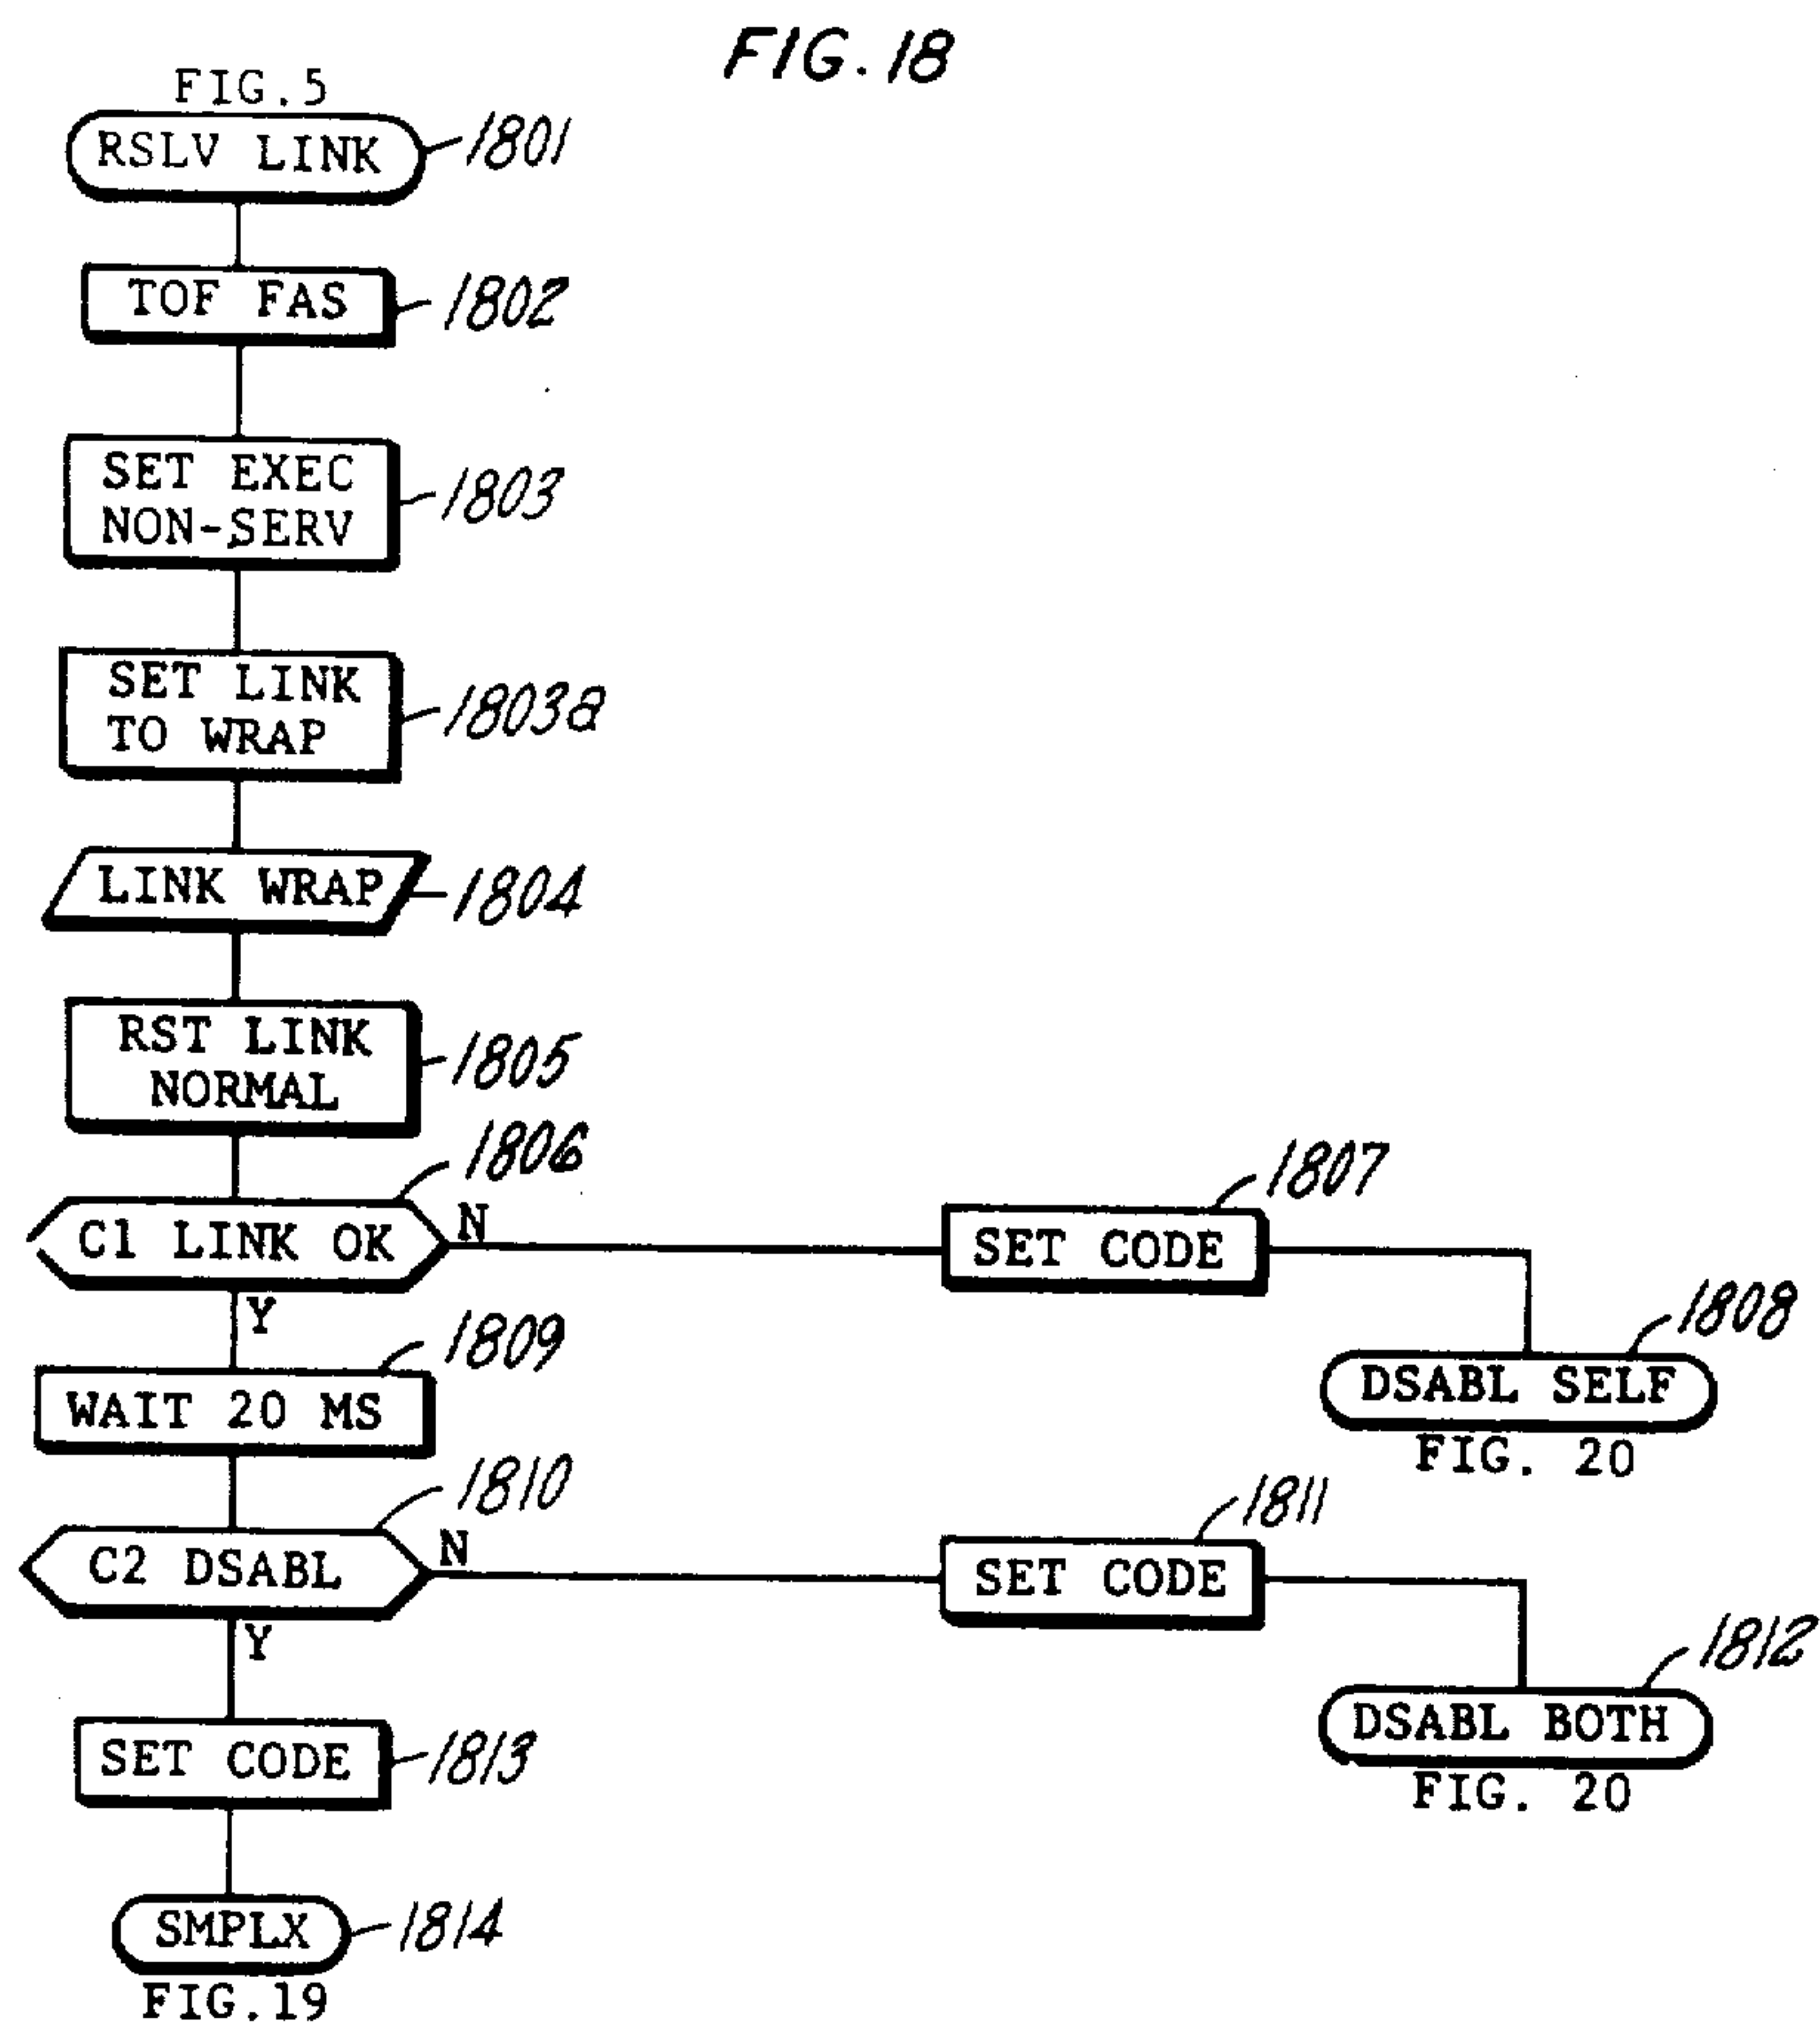 FIG. 18
FIG.5
RSLV LINK
1801
TOF FAS
1802
SET EXEC
NON-SERV
1803
SET LINK
TO WRAP
1803a
LINK WRAP
1804
RST LINK
NORMAL
1805
1806
C1 LINK OK
N
Y
1807
SET CODE
1808
DSABL SELF
FIG. 20
1809
WAIT 20 MS
1810
C2 DSABL
N
Y
1811
SET CODE
1812
DSABL BOTH
FIG. 20
SET CODE
1813
SMPLX
1814
FIG.19